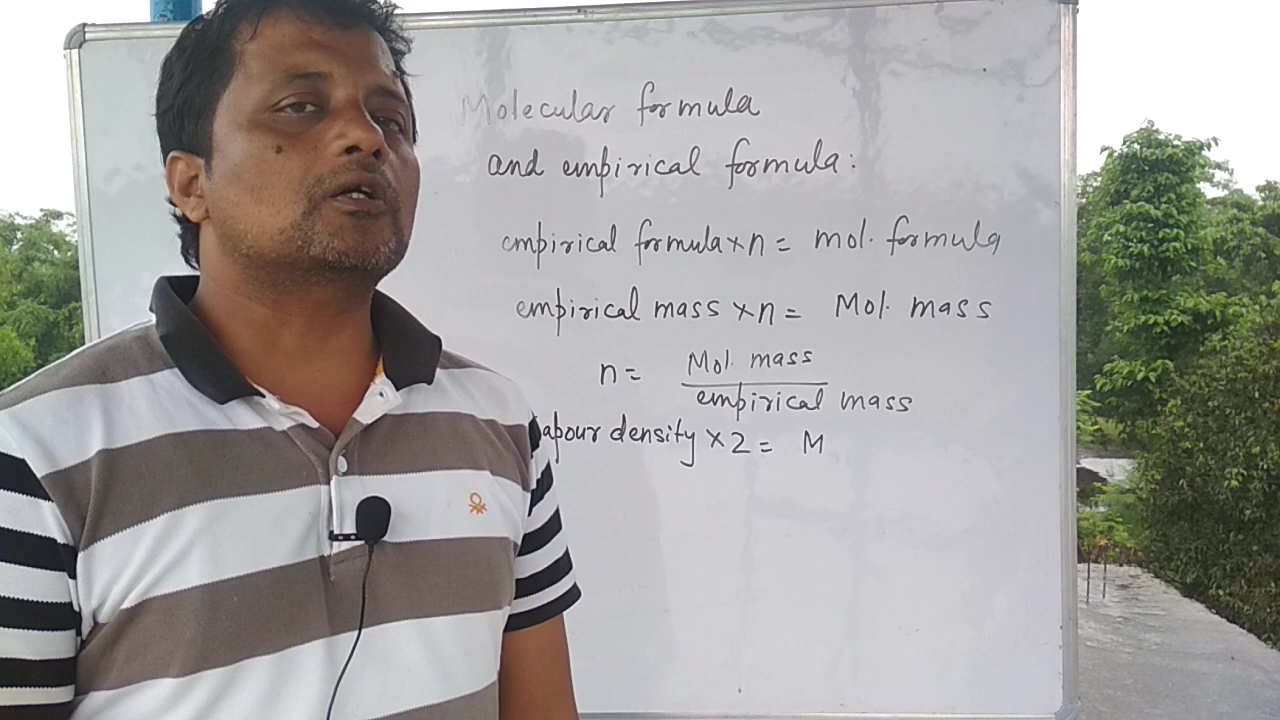 Molecular formula
and empirical formula:
empirical formula×n = mol. formula
empirical mass ×n = Mol. mass
n = Mol. mass
empirical mass
apour density ×2 = M